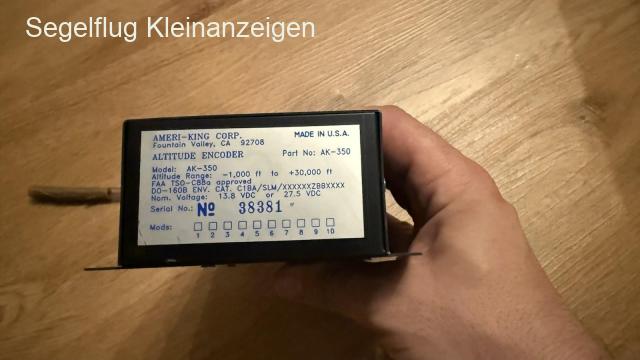 Segelflug Kleinanzeigen
AMERI-KING CORP. MADE IN U.S.A.
Fountain Valley, CA 92708
ALTITUDE ENCODER Part No: AK-350
Model: AK-350
Altitude Range: -1,000 ft to +30,000 ft
FAA TSO-C88a approved
DO-160B ENV. CAT. C1BA/SLM/XXXXXXZBBXXXX
Nom. Voltage: 13.8 VDC or 27.5 VDC
Serial No.: Nº 38381
Mods:
1 2 3 4 5 6 7 8 9 10